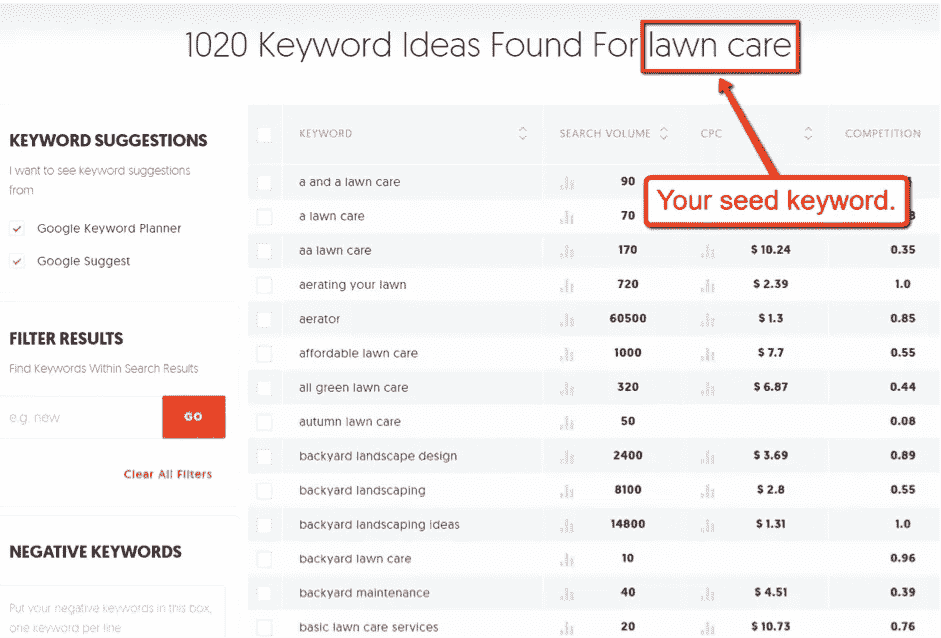 1020 Keyword Ideas Found For lawn care
KEYWORD SUGGESTIONS
I want to see keyword suggestions
from
Google Keyword Planner
Google Suggest
FILTER RESULTS
Find Keywords Within Search Results
e.g. new GO
Clear All Filters
NEGATIVE KEYWORDS
Put your negative keywords in this box,
one keyword per line
KEYWORD SEARCH VOLUME CPC COMPETITION
Your seed keyword.
a and a lawn care 90
a lawn care 70
aa lawn care 170 $ 10.24 0.35
aerating your lawn 720 $ 2.39 1.0
aerator 60500 $ 1.3 0.85
affordable lawn care 1000 $ 7.7 0.55
all green lawn care 320 $ 6.87 0.44
autumn lawn care 50 0.08
backyard landscape design 2400 $ 3.69 0.89
backyard landscaping 8100 $ 2.8 0.55
backyard landscaping ideas 14800 $ 1.31 1.0
backyard lawn care 10 0.96
backyard maintenance 40 $ 4.51 0.39
basic lawn care services 20 $ 10.73 0.76